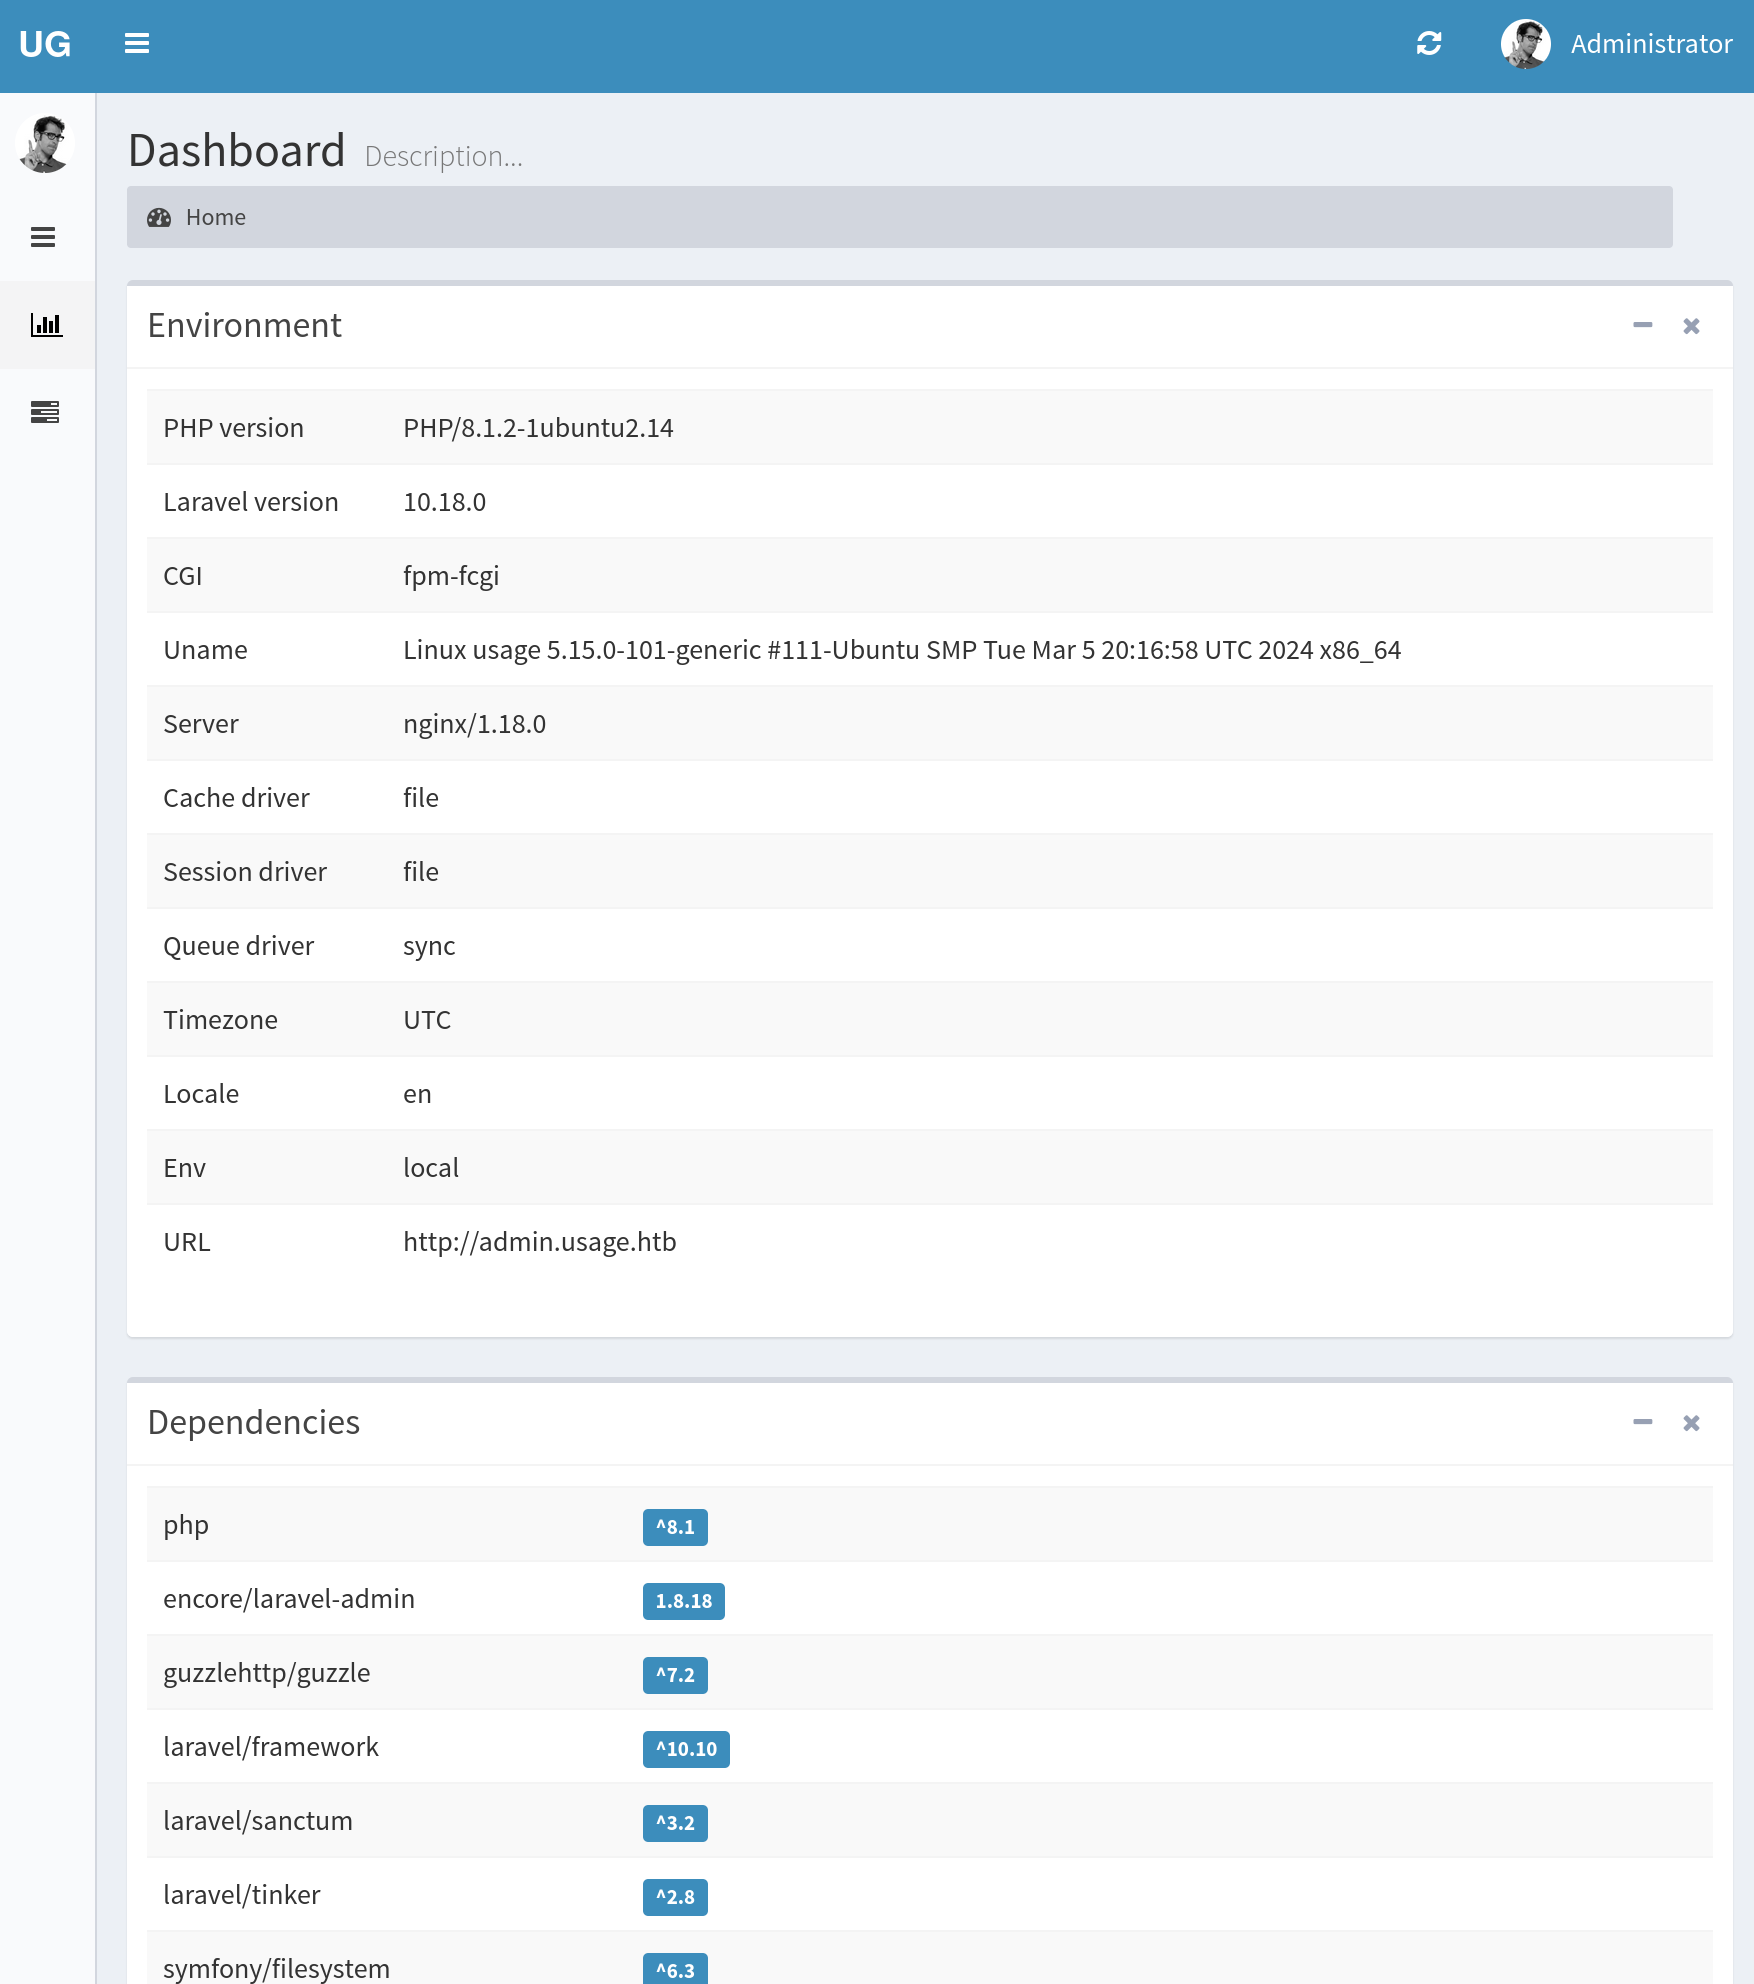 UG
Administrator
Dashboard Description...
Home
Environment
PHP version PHP/8.1.2-1ubuntu2.14
Laravel version 10.18.0
CGI fpm-fcgi
Uname Linux usage 5.15.0-101-generic #111-Ubuntu SMP Tue Mar 5 20:16:58 UTC 2024 x86_64
Server nginx/1.18.0
Cache driver file
Session driver file
Queue driver sync
Timezone UTC
Locale en
Env local
URL http://admin.usage.htb
Dependencies
php ^8.1
encore/laravel-admin 1.8.18
guzzlehttp/guzzle ^7.2
laravel/framework ^10.10
laravel/sanctum ^3.2
laravel/tinker ^2.8
symfony/filesystem ^6.3